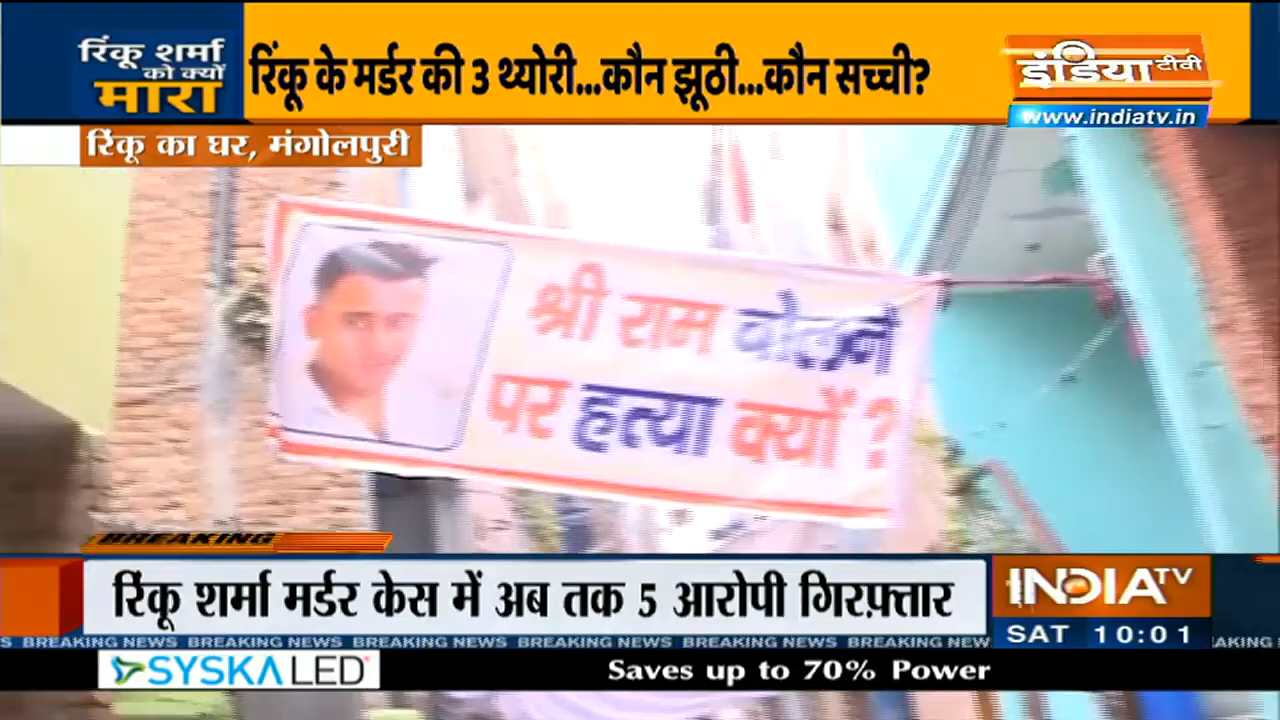 रिंकू शर्मा
को क्यों
मारा
रिंकू के मर्डर की 3 थ्योरी...कौन झूठी...कौन सच्ची?
इंडिया टीवी
www.indiatv.in
रिंकू का घर, मंगोलपुरी
श्री राम बोलने
पर हत्या क्यों ?
BREAKING
रिंकू शर्मा मर्डर केस में अब तक 5 आरोपी गिरफ़्तार
INDIA TV
SAT 10:01
S BREAKING NEWS BREAKING NEWS BREAKING NEWS BREAKING NEWS BREAKING NEWS BREAKING NEWS AKING NEWS
SYSKA LED
Saves up to 70% Power